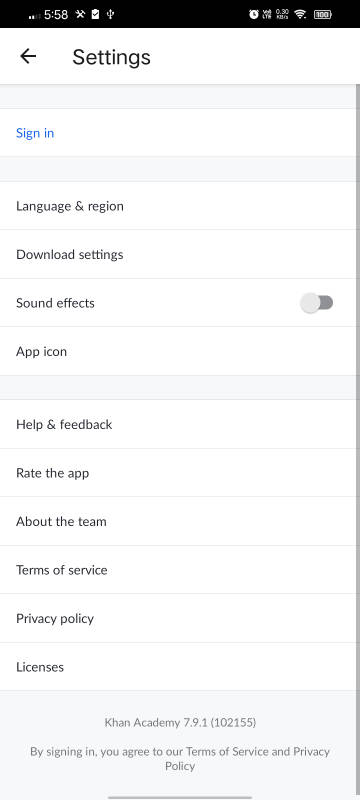 5:58
0.30
KB/s
100
Settings
Sign in
Language & region
Download settings
Sound effects
App icon
Help & feedback
Rate the app
About the team
Terms of service
Privacy policy
Licenses
Khan Academy 7.9.1 (102155)
By signing in, you agree to our Terms of Service and Privacy
Policy